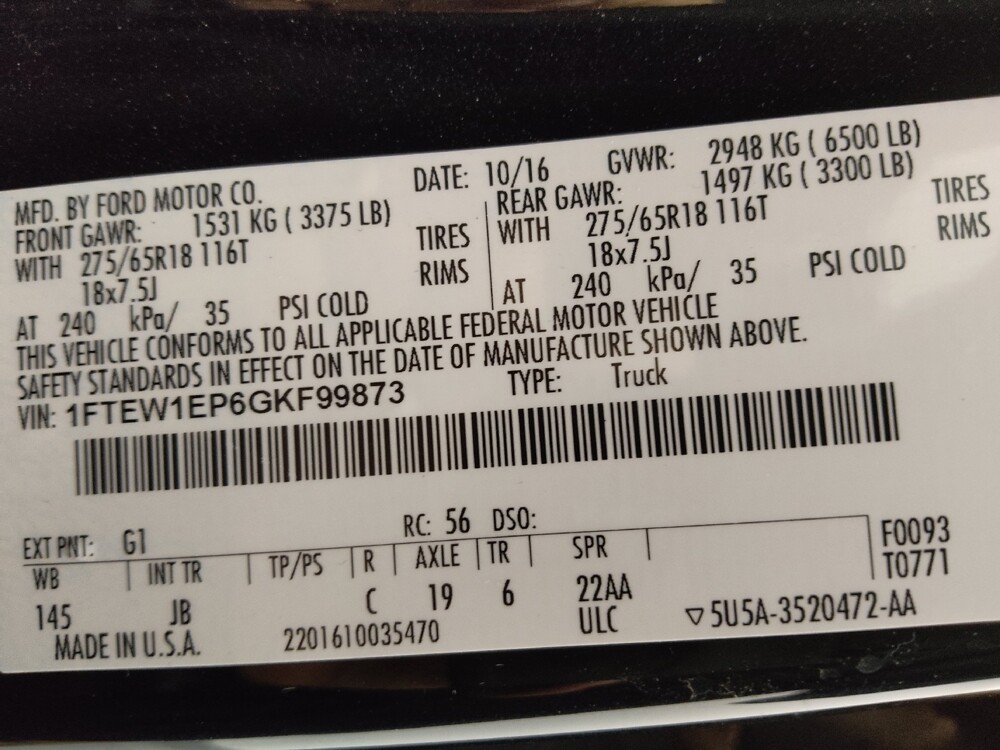 MFD. BY FORD MOTOR CO. DATE: 10/16 GVWR: 2948 KG ( 6500 LB)
FRONT GAWR: 1531 KG ( 3375 LB) REAR GAWR: 1497 KG ( 3300 LB)
WITH 275/65R18 116T TIRES WITH 275/65R18 116T TIRES
18x7.5J RIMS 18x7.5J RIMS
AT 240 kPa/ 35 PSI COLD AT 240 kPa/ 35 PSI COLD
THIS VEHICLE CONFORMS TO ALL APPLICABLE FEDERAL MOTOR VEHICLE
SAFETY STANDARDS IN EFFECT ON THE DATE OF MANUFACTURE SHOWN ABOVE.
VIN: 1FTEW1EP6GKF99873 TYPE: Truck
EXT PNT: G1 RC: 56 DSO:
WB INT TR TP/PS R AXLE TR SPR F0093
T0771
145 JB C 19 6 22AA
MADE IN U.S.A. 2201610035470 ULC ▽5U5A-3520472-AA